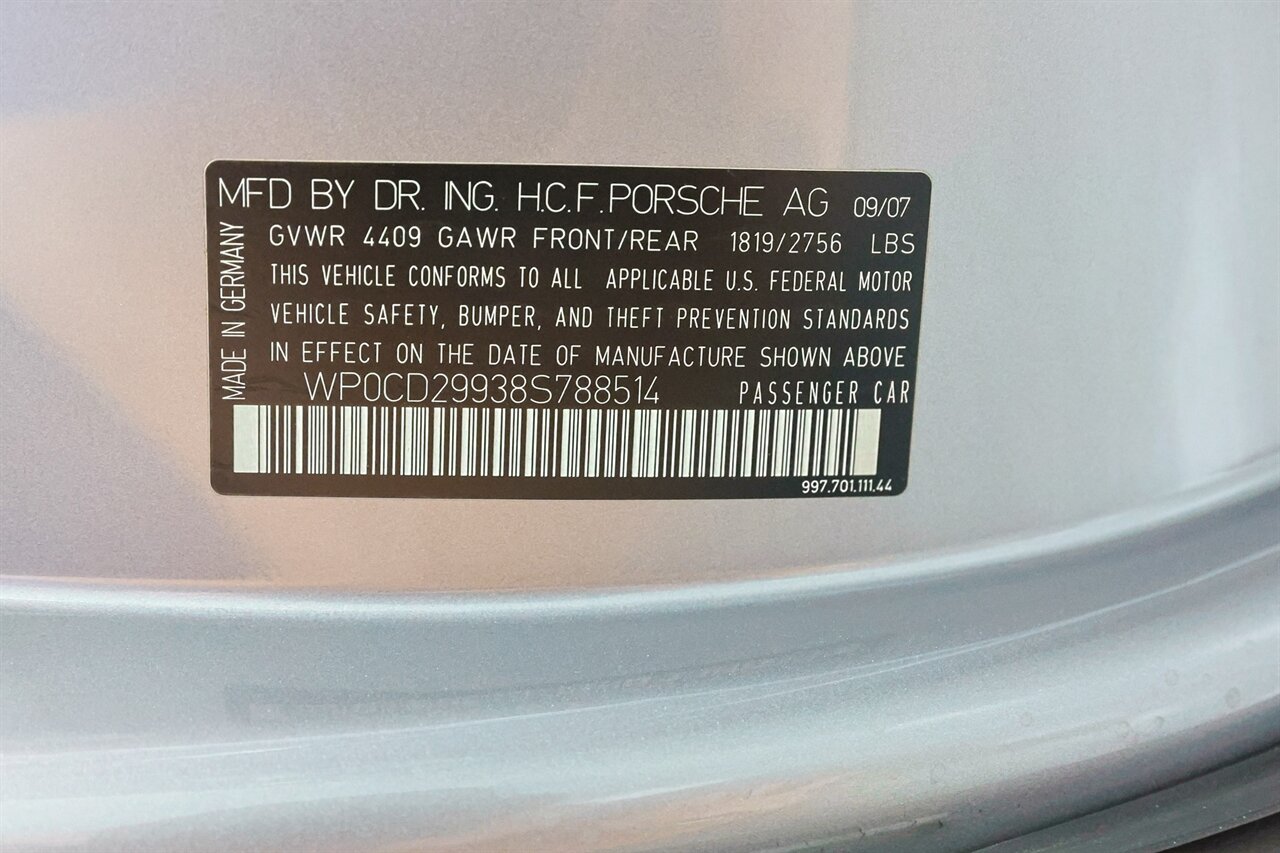 MFD BY DR. ING. H.C.F. PORSCHE AG 09/07
GVWR 4409 GAWR FRONT/REAR 1819/2756 LBS
THIS VEHICLE CONFORMS TO ALL APPLICABLE U.S. FEDERAL MOTOR
VEHICLE SAFETY, BUMPER, AND THEFT PREVENTION STANDARDS
IN EFFECT ON THE DATE OF MANUFACTURE SHOWN ABOVE
WP0CD29938S788514 PASSENGER CAR
997.701.111.44
MADE IN GERMANY